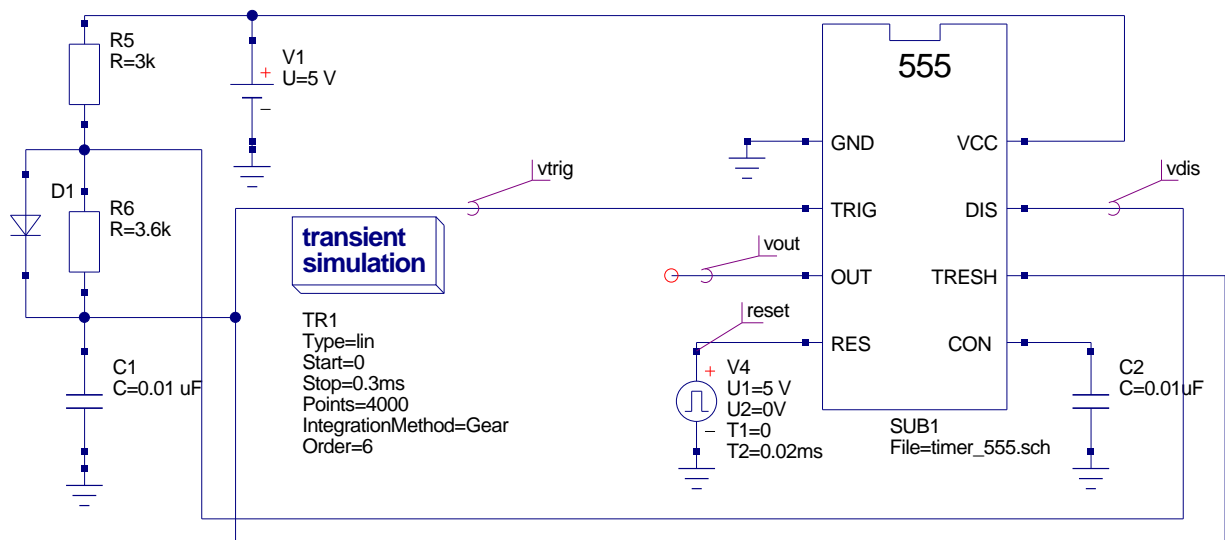 R5
R=3k
V1
U=5 V
+
–
555
GND
VCC
vtrig
vdis
D1
R6
R=3.6k
TRIG
DIS
transient
simulation
vout
OUT
TRESH
TR1
Type=lin
Start=0
Stop=0.3ms
Points=4000
IntegrationMethod=Gear
Order=6
reset
RES
CON
C1
C=0.01 uF
+
–
V4
U1=5 V
U2=0V
T1=0
T2=0.02ms
C2
C=0.01uF
SUB1
File=timer_555.sch